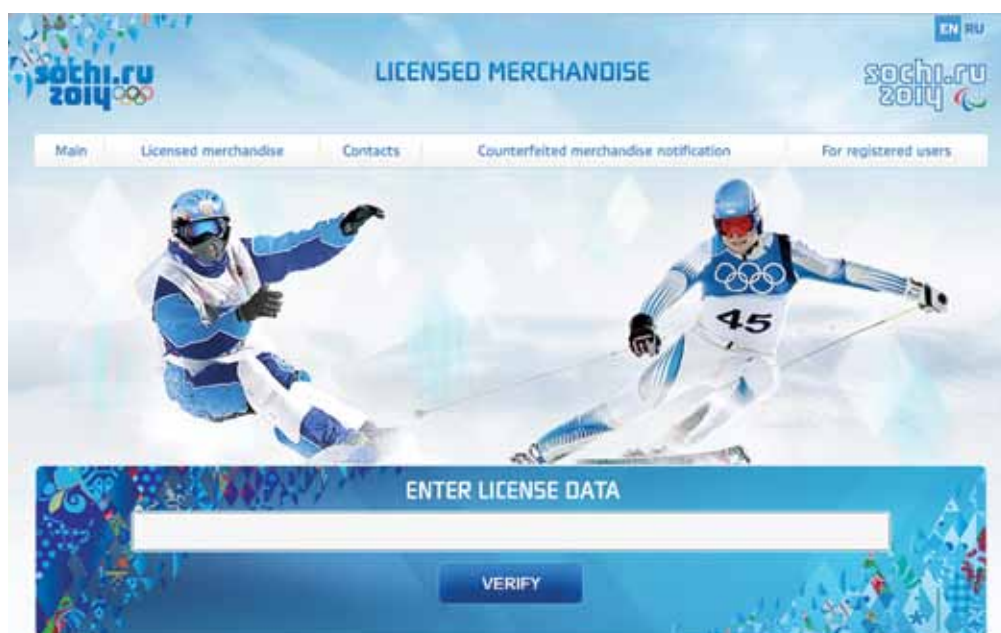 EN RU
sochi.ru
2014
LICENSED MERCHANDISE
sochi.ru
2014
Main Licensed merchandise Contacts Counterfeited merchandise notification For registered users
45
ENTER LICENSE DATA
VERIFY